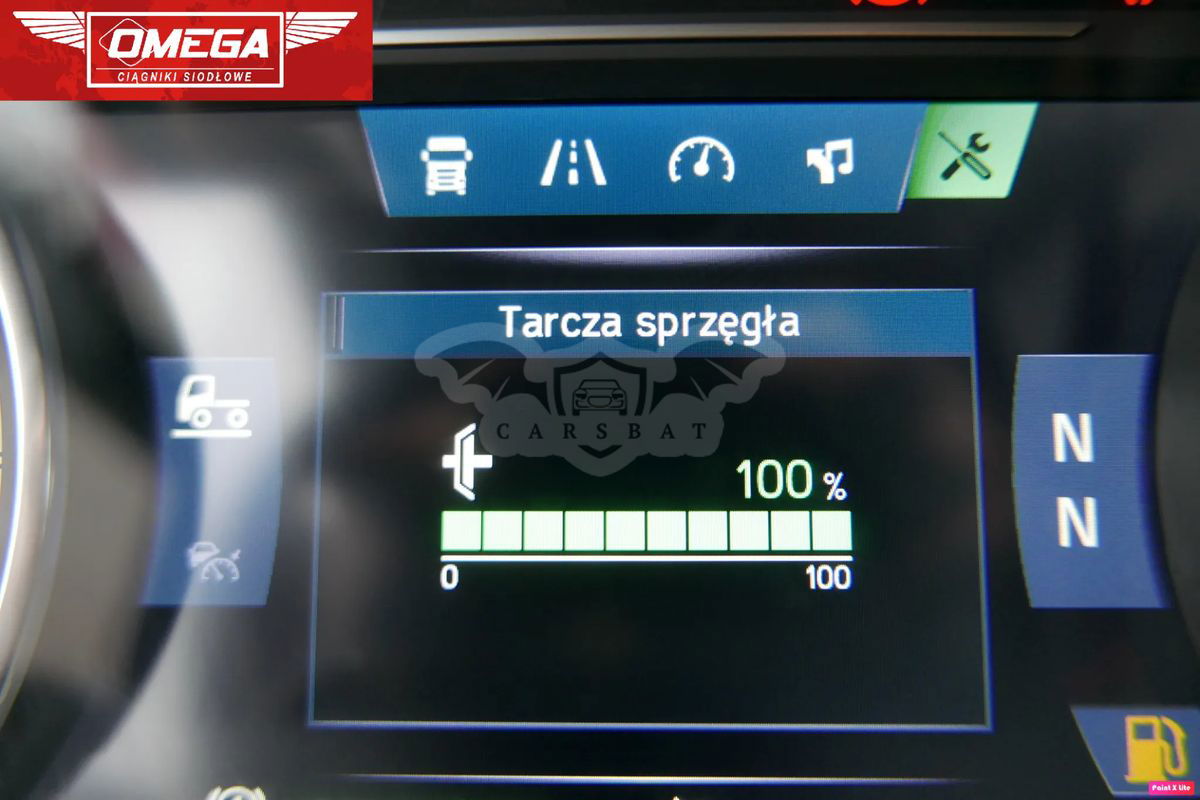 OMEGA
CIĄGNIKI SIODŁOWE
Tarcza sprzęgła
CARSBAT
100 %
0 100
N
N
Paint X Lite